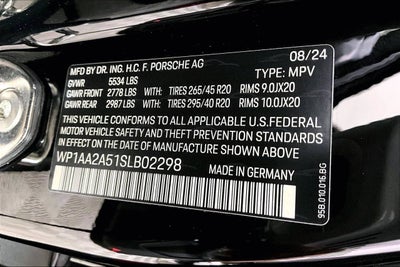 MFD BY DR. ING. H.C. F. PORSCHE AG 08/24
GVWR 5534 LBS TYPE: MPV
GAWR FRONT 2778 LBS WITH TIRES 265/45 R20 RIMS 9.0JX20
GAWR REAR 2987 LBS WITH TIRES 295/40 R20 RIMS 10.0JX20
THIS VEHICLE CONFORMS TO ALL APPLICABLE U.S.FEDERAL
MOTOR VEHICLE SAFETY AND THEFT PREVENTION STANDARDS
IN EFFECT ON THE DATE OF MANUFACTURE SHOWN ABOVE
WP1AA2A51SLB02298 MADE IN GERMANY
95B.010.016.BG